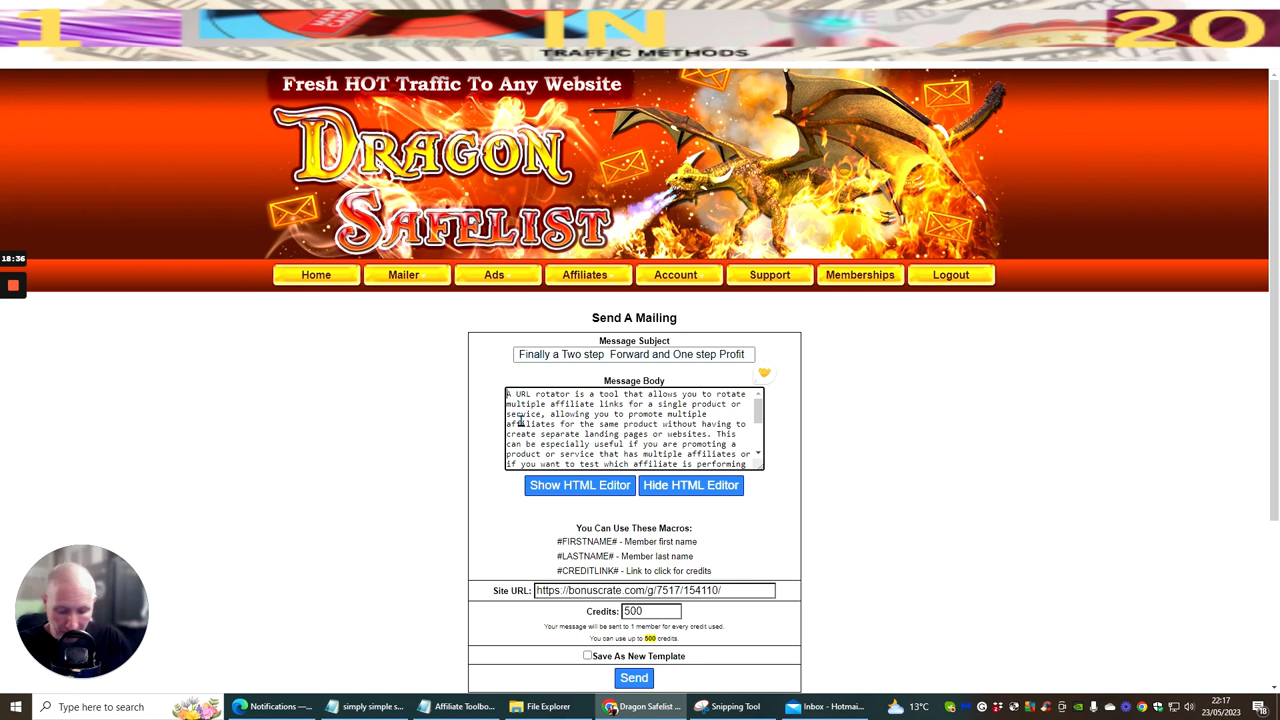 1 IN 20
TRAFFIC METHODS
Fresh HOT Traffic To Any Website
DRAGON
SAFELIST
18:36
Home
Mailer
Ads
Affiliates
Account
Support
Memberships
Logout
Send A Mailing
Message Subject
Finally a Two step Forward and One step Profit
Message Body
A URL rotator is a tool that allows you to rotate
multiple affiliate links for a single product or
service, allowing you to promote multiple
affiliates for the same product without having to
create separate landing pages or websites. This
can be especially useful if you are promoting a
product or service that has multiple affiliates or
if you want to test which affiliate is performing
Show HTML Editor
Hide HTML Editor
You Can Use These Macros:
#FIRSTNAME# - Member first name
#LASTNAME# - Member last name
#CREDITLINK# - Link to click for credits
Site URL: https://bonuscrate.com/g/7517/154110/
Credits: 500
Your message will be sent to 1 member for every credit used.
You can use up to 500 credits.
Save As New Template
Send
Type here to search
Notifications —...
simply simple s...
Affiliate Toolbo...
File Explorer
Dragon Safelist ...
Snipping Tool
Inbox - Hotmai...
13°C
22:17
23/05/2023
18